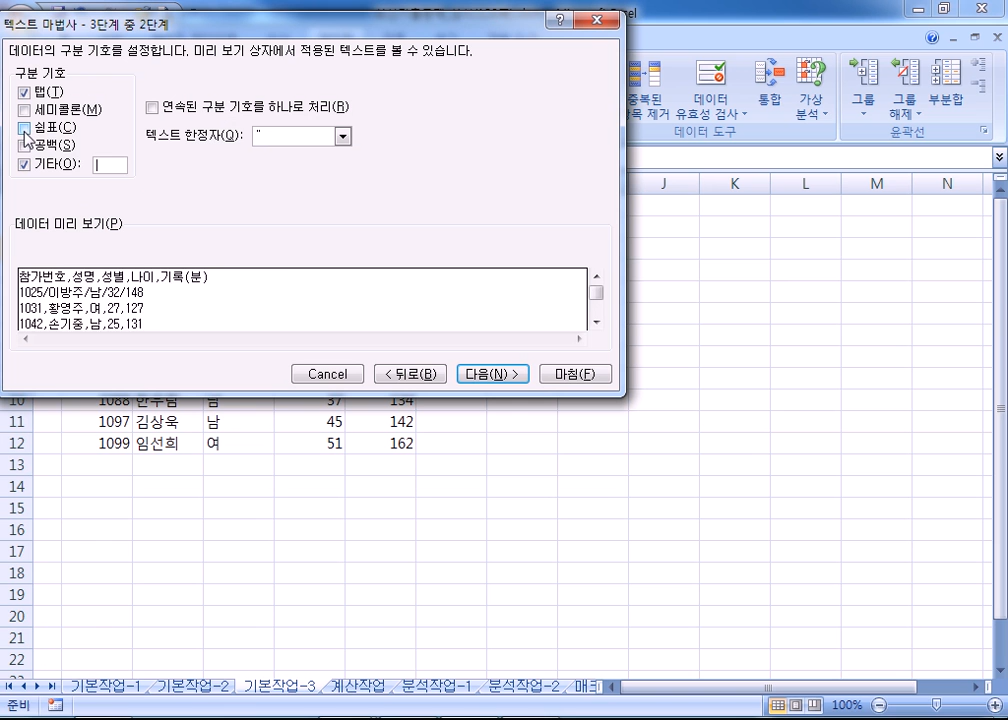 Excel
텍스트 마법사 - 3단계 중 2단계
데이터의 구분 기호를 설정합니다. 미리 보기 상자에서 적용된 텍스트를 볼 수 있습니다.
구분 기호
탭(T)
세미콜론(M)
쉼표(C)
공백(S)
기타(O):
연속된 구분 기호를 하나로 처리(R)
텍스트 한정자(Q): "
데이터 미리 보기(P)
참가번호,성명,성별,나이,기록(분)
1025/이방주/남/32/148
1031,황영주,여,27,127
1042,손기중,남,25,131
Cancel < 뒤로(B) 다음(N) > 마침(F)
중복된 데이터 통합 가상 그룹 그룹 부분합
제거 유효성 검사 분석 해제
데이터 도구 윤곽선
J K L M N
10 1088 37 134
11 1097 김상욱 남 45 142
12 1099 임선희 여 51 162
13
14
15
16
17
18
19
20
21
22
기본작업-1 기본작업-2 기본작업-3 계산작업 분석작업-1 분석작업-2
준비 100%